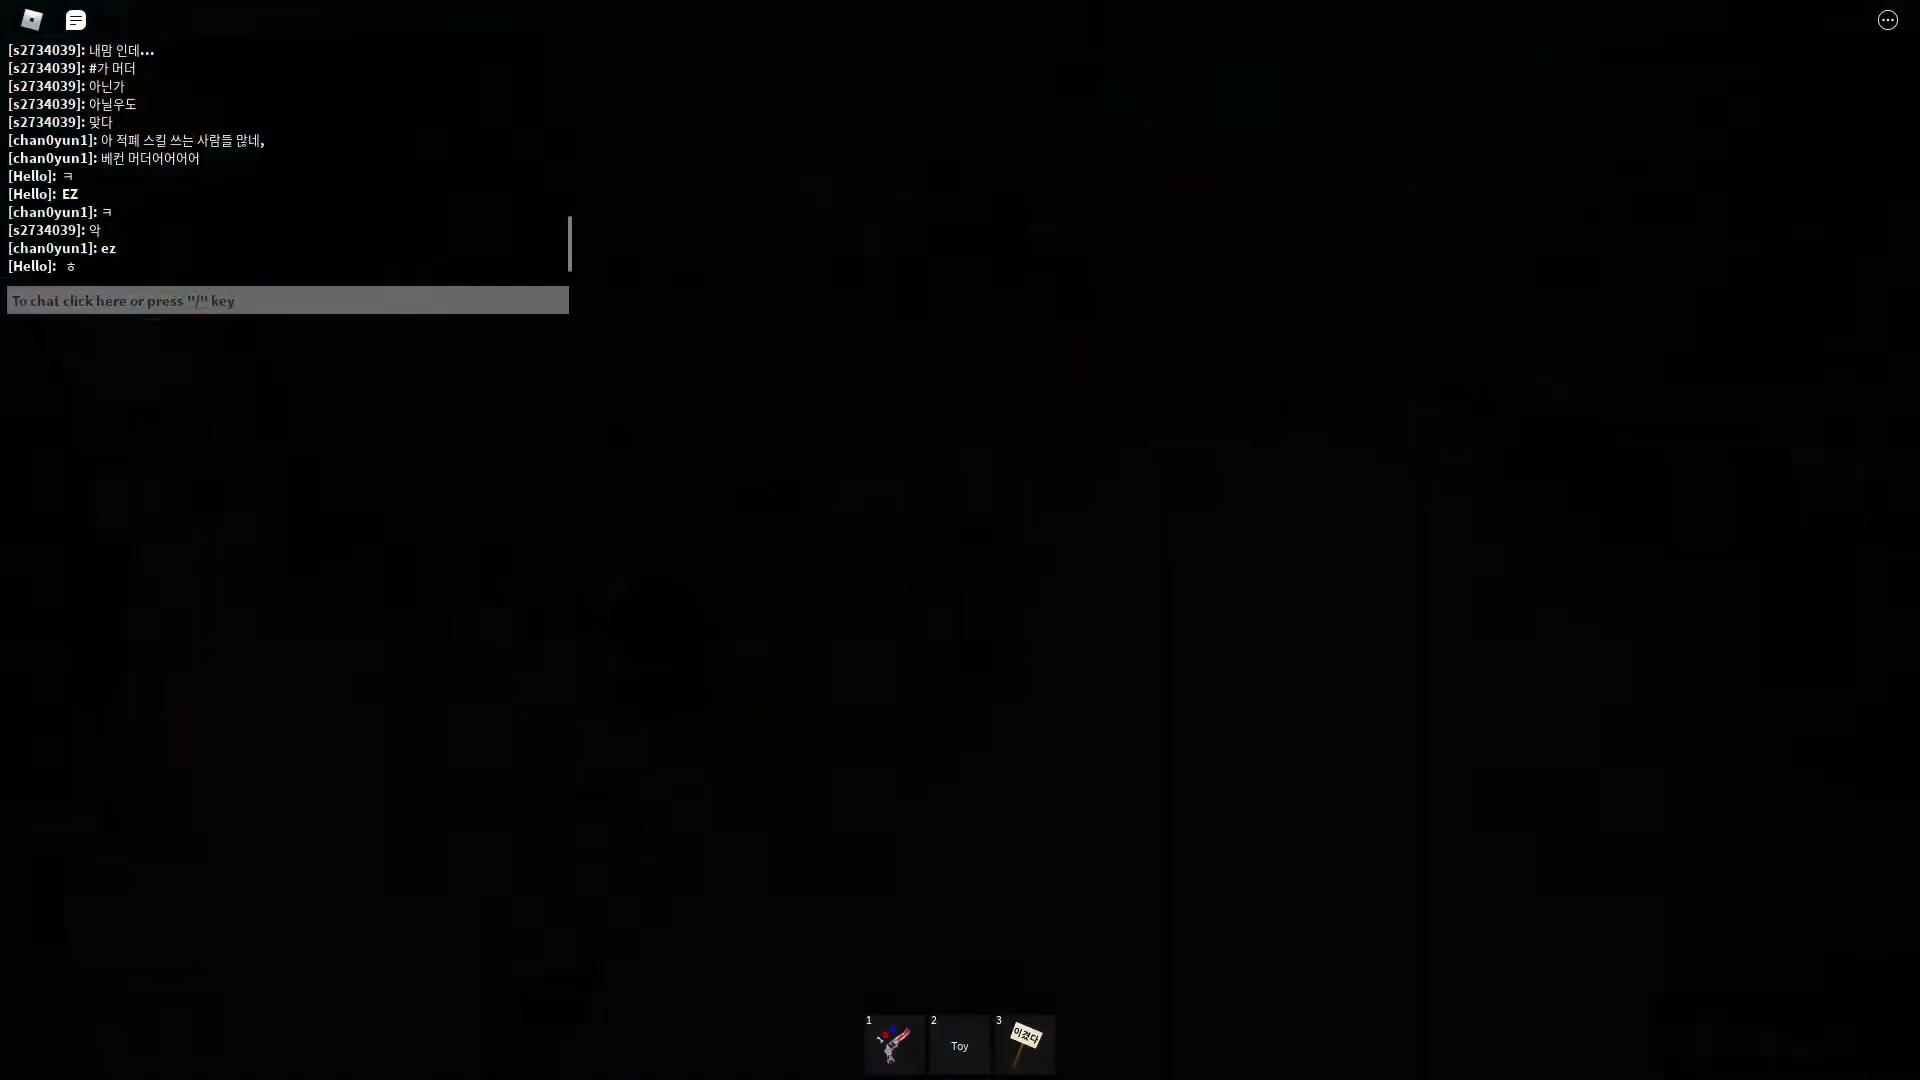 [s2734039]: 내맘 인데...
[s2734039]: #가 머더
[s2734039]: 아닌가
[s2734039]: 아닐우도
[s2734039]: 맞다
[chan0yun1]: 아 적폐 스킬 쓰는 사람들 많네,
[chan0yun1]: 베컨 머더어어어어
[Hello]: ㅋ
[Hello]: EZ
[chan0yun1]: ㅋ
[s2734039]: 악
[chan0yun1]: ez
[Hello]: ㅎ
To chat click here or press "/" key
1
2
3
Toy
이겼다